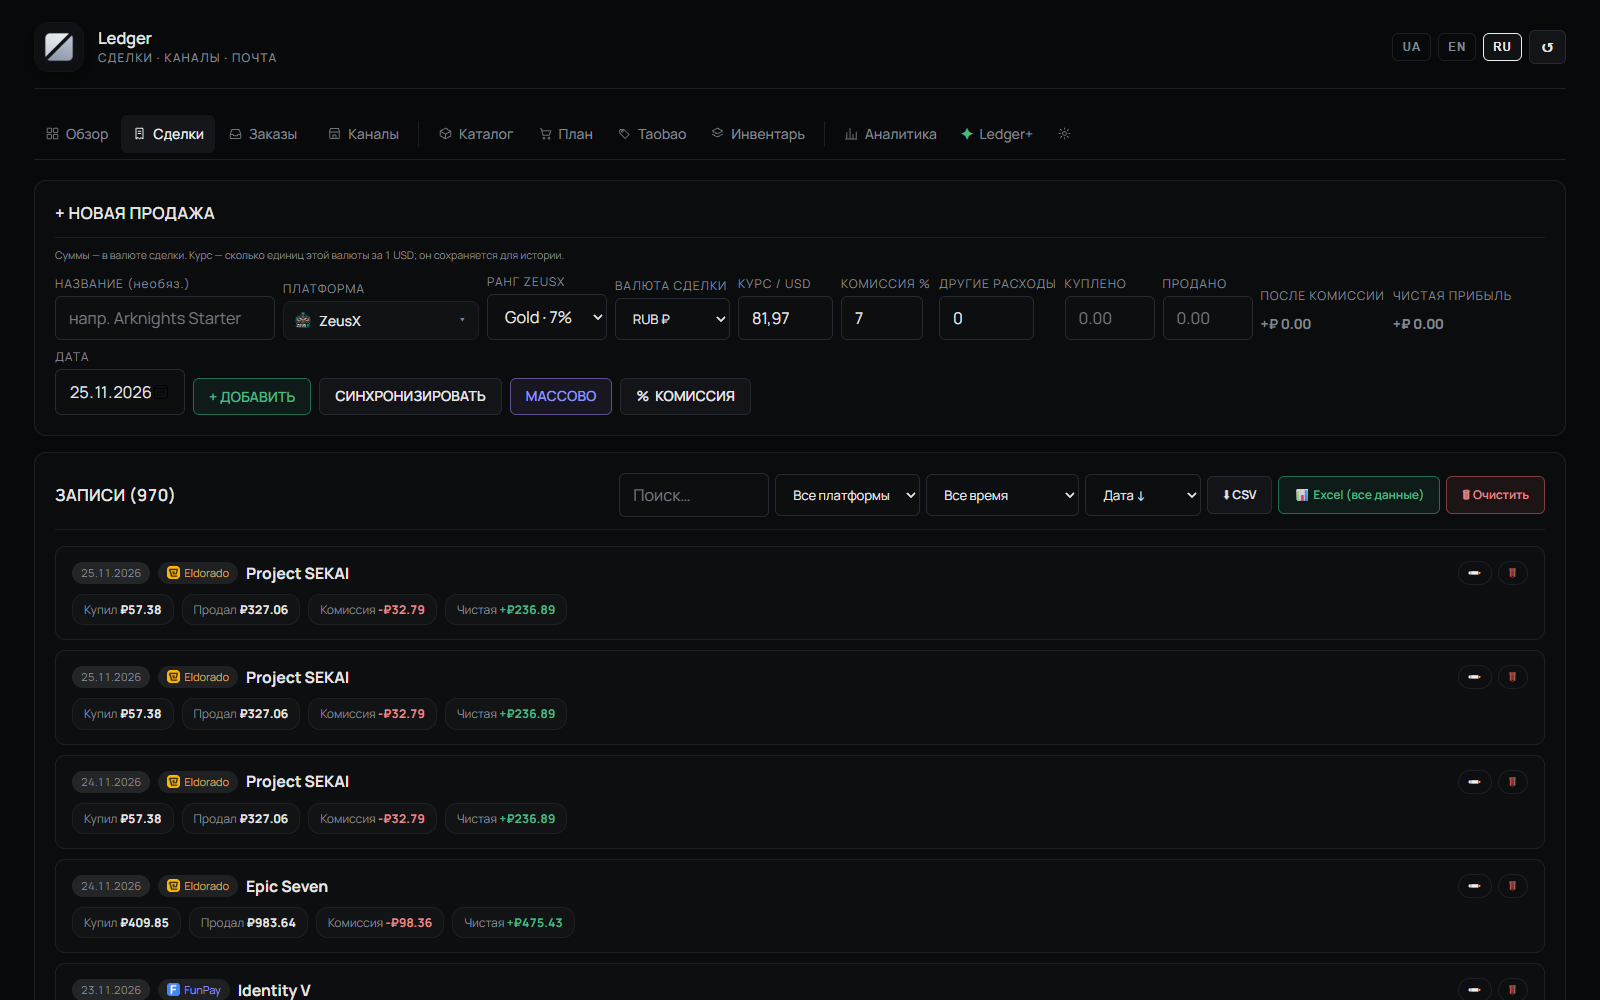 Ledger
СДЕЛКИ · КАНАЛЫ · ПОЧТА
UA EN RU
Обзор Сделки Заказы Каналы Каталог План Taobao Инвентарь Аналитика Ledger+
+ НОВАЯ ПРОДАЖА
Суммы — в валюте сделки. Курс — сколько единиц этой валюты за 1 USD; он сохраняется для истории.
НАЗВАНИЕ (необяз.) ПЛАТФОРМА РАНГ ZEUSX ВАЛЮТА СДЕЛКИ КУРС / USD КОМИССИЯ % ДРУГИЕ РАСХОДЫ КУПЛЕНО ПРОДАНО ПОСЛЕ КОМИССИИ ЧИСТАЯ ПРИБЫЛЬ
напр. Arknights Starter ZeusX Gold · 7% RUB ₽ 81,97 7 0 0.00 0.00 +₽ 0.00 +₽ 0.00
ДАТА
25.11.2026 + ДОБАВИТЬ СИНХРОНИЗИРОВАТЬ МАССОВО % КОМИССИЯ
ЗАПИСИ (970) Поиск... Все платформы Все время Дата ↓ ⬇ CSV Excel (все данные) Очистить
25.11.2026 Eldorado Project SEKAI
Купил ₽57.38 Продал ₽327.06 Комиссия -₽32.79 Чистая +₽236.89
25.11.2026 Eldorado Project SEKAI
Купил ₽57.38 Продал ₽327.06 Комиссия -₽32.79 Чистая +₽236.89
24.11.2026 Eldorado Project SEKAI
Купил ₽57.38 Продал ₽327.06 Комиссия -₽32.79 Чистая +₽236.89
24.11.2026 Eldorado Epic Seven
Купил ₽409.85 Продал ₽983.64 Комиссия -₽98.36 Чистая +₽475.43
23.11.2026 FunPay Identity V